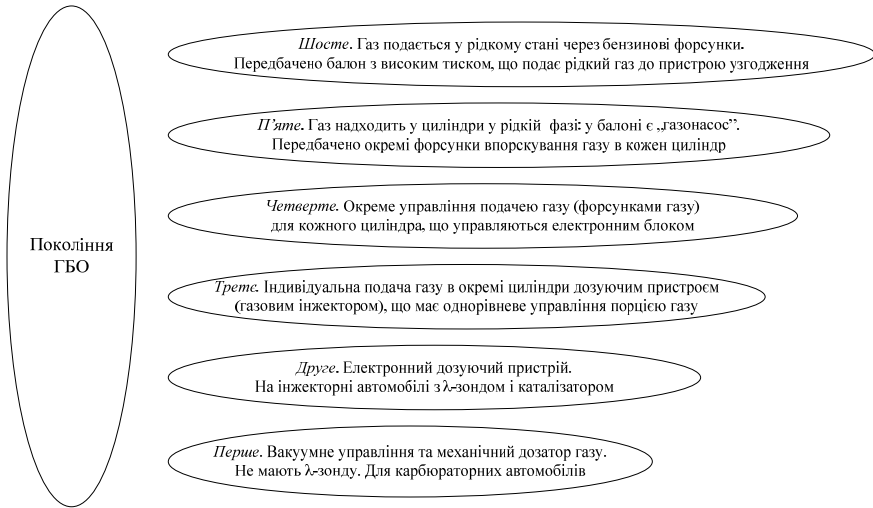 Покоління
ГБО
Шосте. Газ подається у рідкому стані через бензинові форсунки.
Передбачено балон з високим тиском, що подає рідкий газ до пристрою узгодження
П’яте. Газ надходить у циліндри у рідкій фазі: у балоні є „газонасос”.
Передбачено окремі форсунки впорскування газу в кожен циліндр
Четверте. Окреме управління подачею газу (форсунками газу)
для кожного циліндра, що управляються електронним блоком
Третє. Індивідуальна подача газу в окремі циліндри дозуючим пристроєм
(газовим інжектором), що має однорівневе управління порцією газу
Друге. Електронний дозуючий пристрій.
На інжекторні автомобілі з λ-зондом і каталізатором
Перше. Вакуумне управління та механічний дозатор газу.
Не мають λ-зонду. Для карбюраторних автомобілів